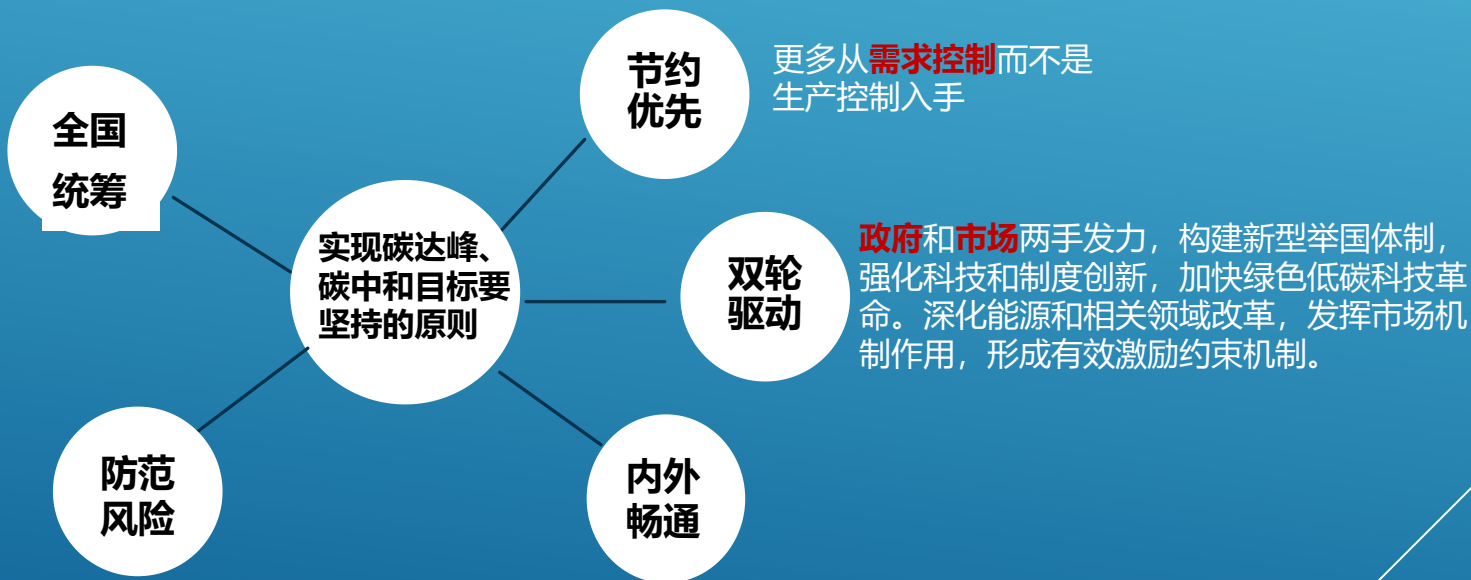 全国
统筹
节约
优先
更多从需求控制而不是
生产控制入手
实现碳达峰、
碳中和目标要
坚持的原则
双轮
驱动
政府和市场两手发力，构建新型举国体制，
强化科技和制度创新，加快绿色低碳科技革
命。深化能源和相关领域改革，发挥市场机
制作用，形成有效激励约束机制。
防范
风险
内外
畅通